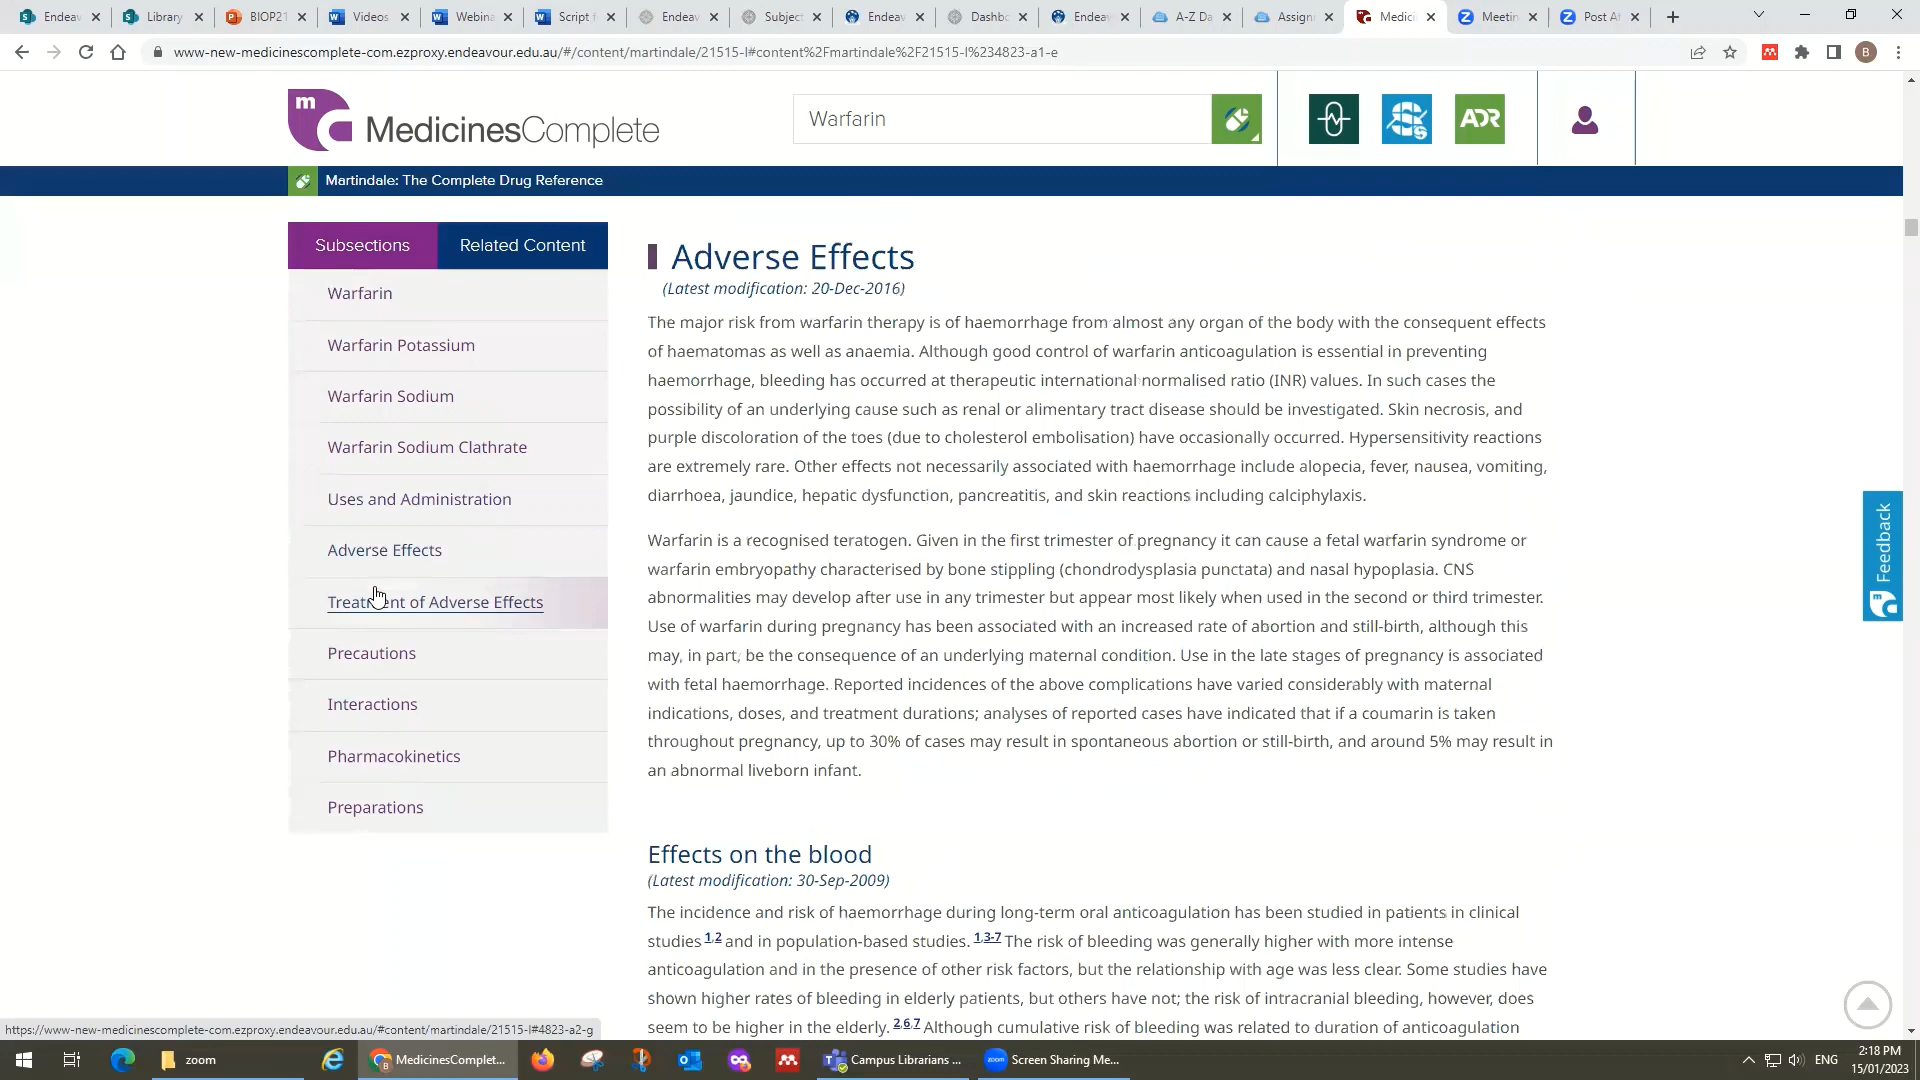 Endeav
Library
BIOP21
Videos
Webina
Script f
Endeav
Subject
Endeav
Dashbo
Endeav
A-Z Da
Assign
Medici
Meetin
Post A
www-new-medicinescomplete-com.ezproxy.endeavour.edu.au/#/content/martindale/21515-l#content%2Fmartindale%2F21515-l%234823-a1-e
B
m
c
MedicinesComplete
Warfarin
S
ADR
Martindale: The Complete Drug Reference
Subsections
Related Content
Warfarin
Warfarin Potassium
Warfarin Sodium
Warfarin Sodium Clathrate
Uses and Administration
Adverse Effects
Treatment of Adverse Effects
Precautions
Interactions
Pharmacokinetics
Preparations
Adverse Effects
(Latest modification: 20-Dec-2016)
The major risk from warfarin therapy is of haemorrhage from almost any organ of the body with the consequent effects
of haematomas as well as anaemia. Although good control of warfarin anticoagulation is essential in preventing
haemorrhage, bleeding has occurred at therapeutic international normalised ratio (INR) values. In such cases the
possibility of an underlying cause such as renal or alimentary tract disease should be investigated. Skin necrosis, and
purple discoloration of the toes (due to cholesterol embolisation) have occasionally occurred. Hypersensitivity reactions
are extremely rare. Other effects not necessarily associated with haemorrhage include alopecia, fever, nausea, vomiting,
diarrhoea, jaundice, hepatic dysfunction, pancreatitis, and skin reactions including calciphylaxis.
Warfarin is a recognised teratogen. Given in the first trimester of pregnancy it can cause a fetal warfarin syndrome or
warfarin embryopathy characterised by bone stippling (chondrodysplasia punctata) and nasal hypoplasia. CNS
abnormalities may develop after use in any trimester but appear most likely when used in the second or third trimester.
Use of warfarin during pregnancy has been associated with an increased rate of abortion and still-birth, although this
may, in part, be the consequence of an underlying maternal condition. Use in the late stages of pregnancy is associated
with fetal haemorrhage. Reported incidences of the above complications have varied considerably with maternal
indications, doses, and treatment durations; analyses of reported cases have indicated that if a coumarin is taken
throughout pregnancy, up to 30% of cases may result in spontaneous abortion or still-birth, and around 5% may result in
an abnormal liveborn infant.
Effects on the blood
(Latest modification: 30-Sep-2009)
The incidence and risk of haemorrhage during long-term oral anticoagulation has been studied in patients in clinical
studies 1,2 and in population-based studies. 1,3-7 The risk of bleeding was generally higher with more intense
anticoagulation and in the presence of other risk factors, but the relationship with age was less clear. Some studies have
shown higher rates of bleeding in elderly patients, but others have not; the risk of intracranial bleeding, however, does
seem to be higher in the elderly. 2,6,7 Although cumulative risk of bleeding was related to duration of anticoagulation
Feedback
https://www-new-medicinescomplete-com.ezproxy.endeavour.edu.au/#content/martindale/21515-l#4823-a2-g
zoom
MedicinesComplet...
Campus Librarians ...
Screen Sharing Me...
ENG
2:18 PM
15/01/2023